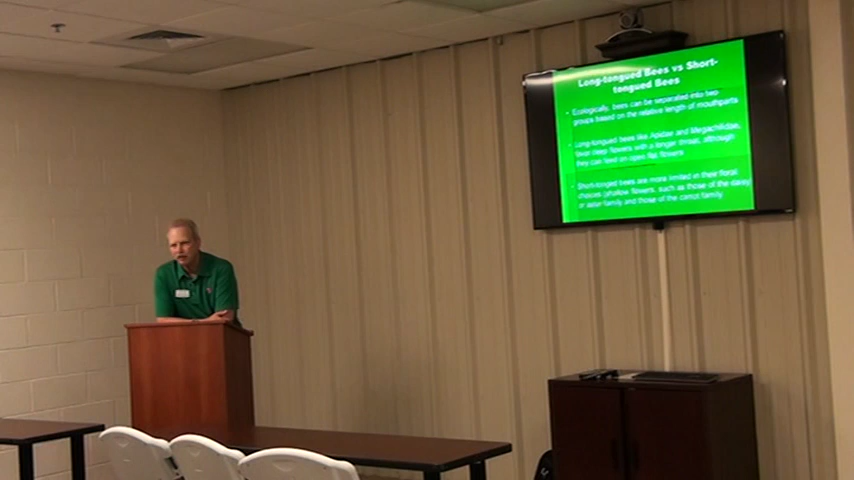 Long-tongued Bees vs Short-
tongued Bees
• Ecologically, bees can be separated into two
groups based on the relative length of mouthparts
• Long-tongued bees like Apidae and Megachilidae,
favor deep flowers with a longer throat, although
they can feed on open flat flowers
• Short-tongued bees are more limited in their floral
choices (shallow flowers, such as those of the daisy
or aster family and those of the carrot family